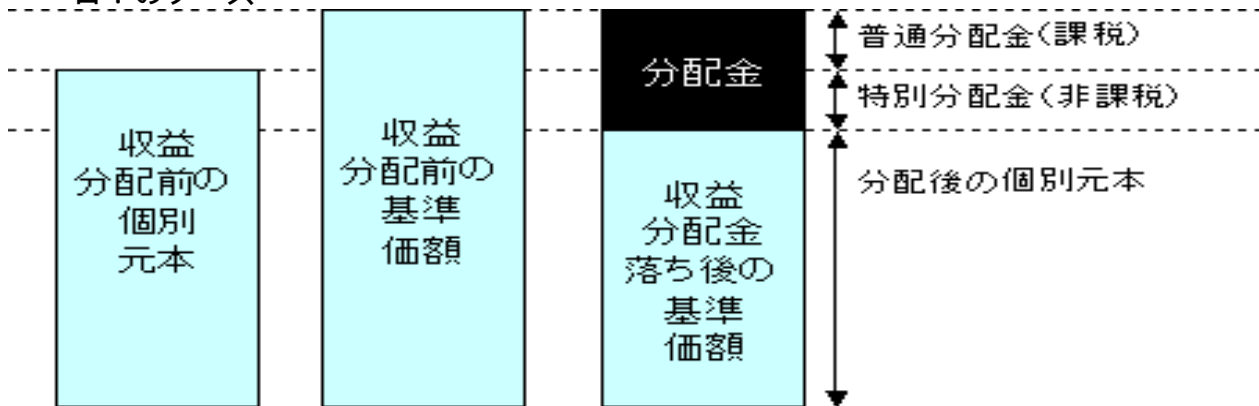 収益
分配前の
個別
元本
収益
分配前の
基準
価額
分配金
収益
分配金
落ち後の
基準
価額
普通分配金(課税)
特別分配金(非課税)
分配後の個別元本